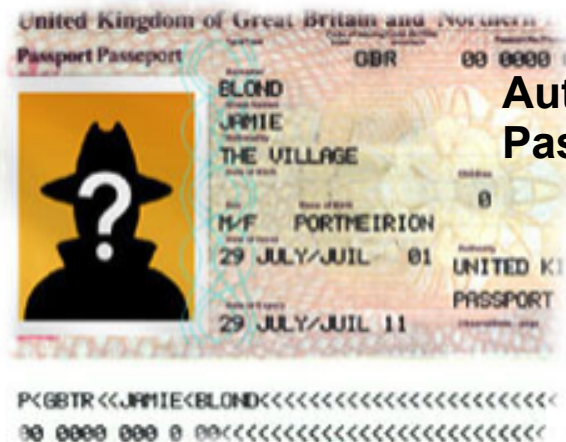 United Kingdom of Great Britain and Northern
Passport Passeport
GBR 00 0000
BLOND
JAMIE
THE VILLAGE
0
M/F PORTMEIRION
29 JULY/JUIL 01
UNITED KI
PASSPORT
29 JULY/JUIL 11
Aut
Pas
?
P<GBTR<<JAMIE<BLOND<<<<<<<<<<<<<<<<<<<<<<<<<
00 0000 000 0 00<<<<<<<<<<<<<<<<<<<<<<<<<<<